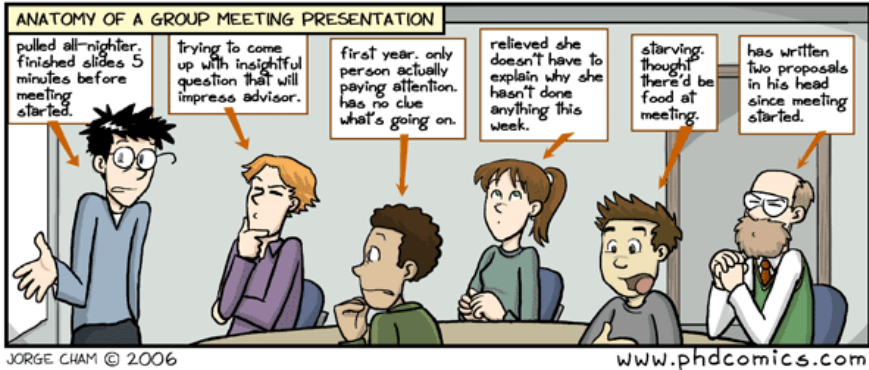 ANATOMY OF A GROUP MEETING PRESENTATION
pulled all-nighter.
finished slides 5
minutes before
meeting
started.
trying to come
up with insightful
question that will
impress advisor.
first year. only
person actually
paying attention.
has no clue
what's going on.
relieved she
doesn't have to
explain why she
hasn't done
anything this
week.
starving.
thought
there'd be
food at
meeting.
has written
two proposals
in his head
since meeting
started.
JORGE CHAM © 2006
www.phdcomics.com